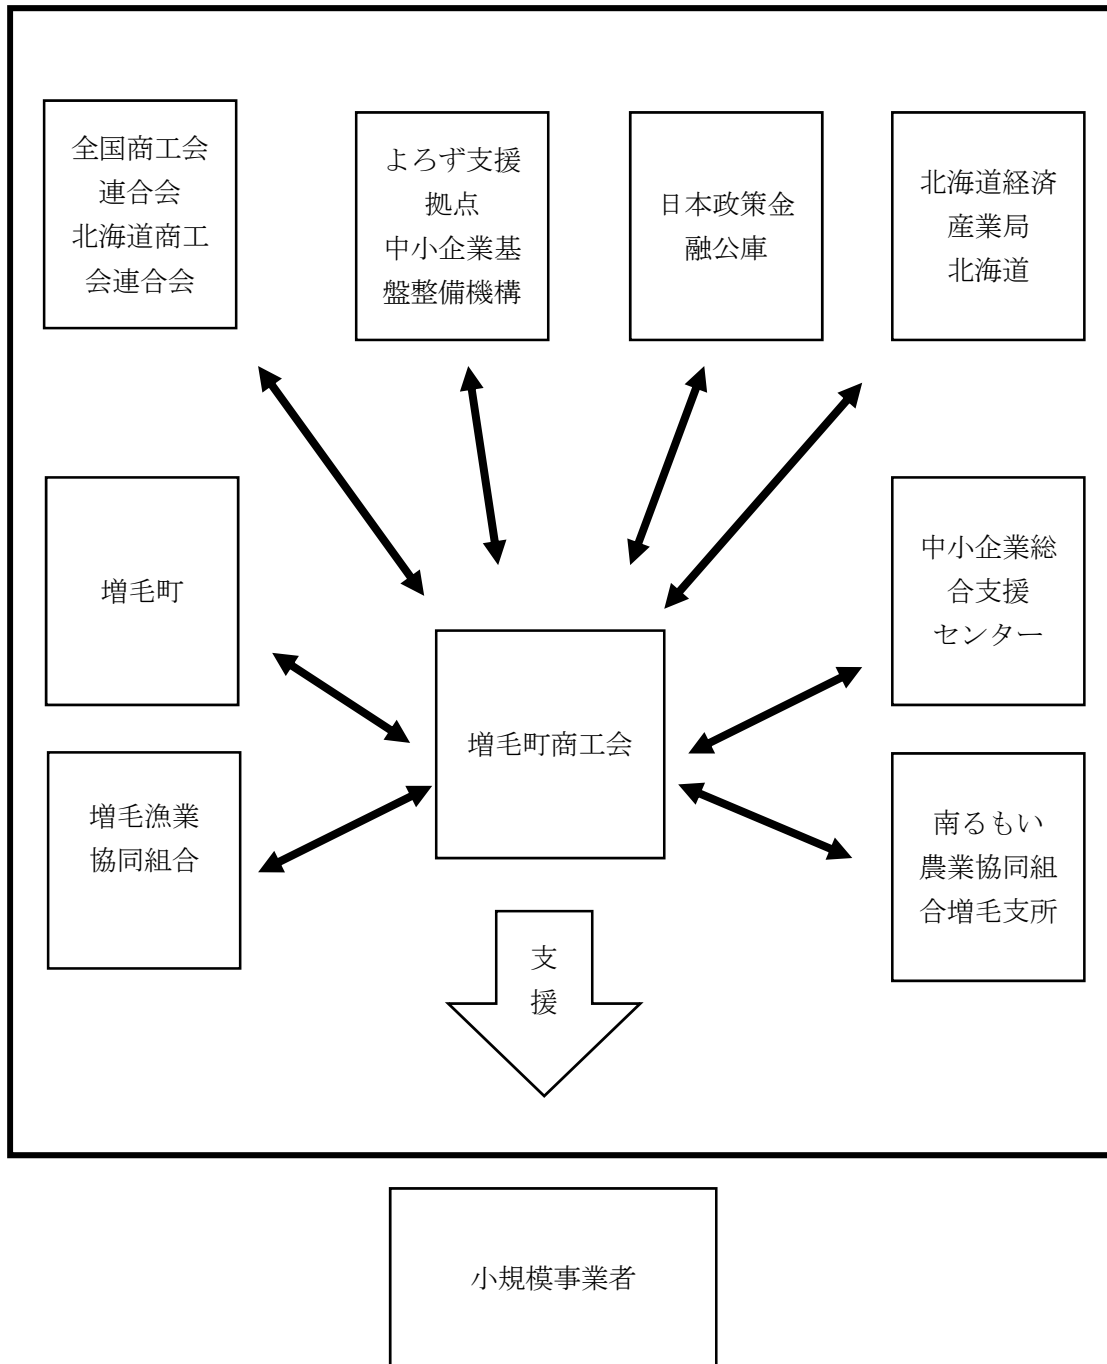 全国商工会
連合会
北海道商工
会連合会
よろず支援
拠点
中小企業基
盤整備機構
日本政策金
融公庫
北海道経済
産業局
北海道
増毛町
中小企業総
合支援
センター
増毛町商工会
増毛漁業
協同組合
南るもい
農業協同組
合増毛支所
支
援
小規模事業者